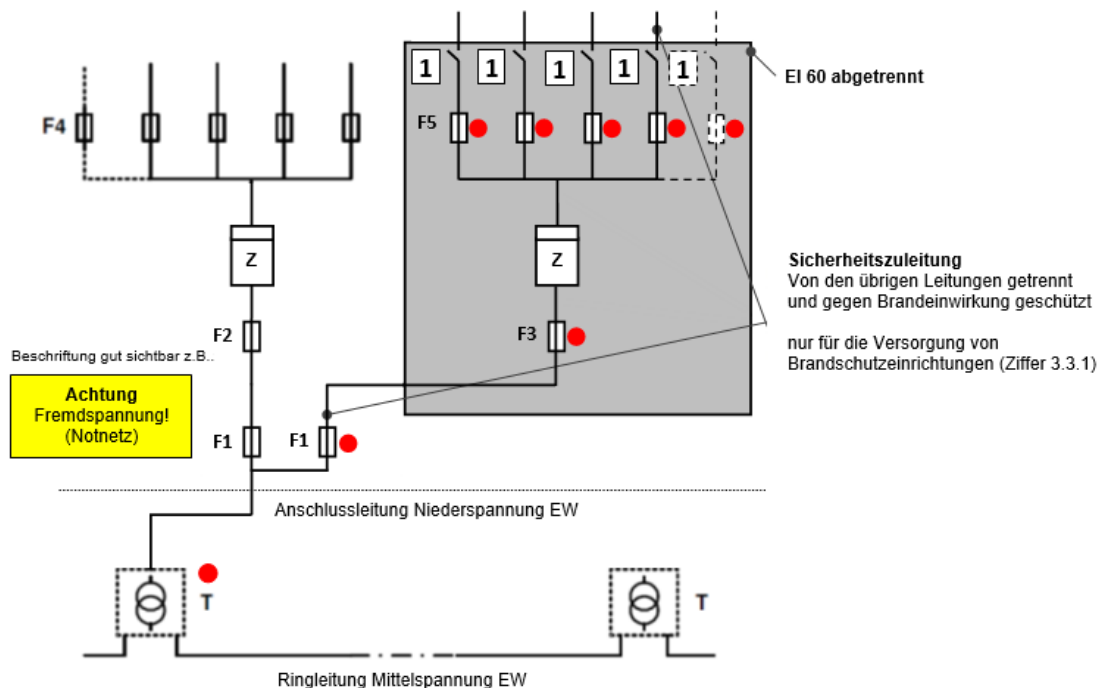 1 1 1 1 1
EI 60 abgetrennt
F4
F5
Z
Z
Sicherheitszuleitung
Von den übrigen Leitungen getrennt
und gegen Brandeinwirkung geschützt
nur für die Versorgung von
Brandschutzeinrichtungen (Ziffer 3.3.1)
F2
F3
Beschriftung gut sichtbar z.B..
Achtung
Fremdspannung!
(Notnetz)
F1
F1
Anschlussleitung Niederspannung EW
T
T
Ringleitung Mittelspannung EW